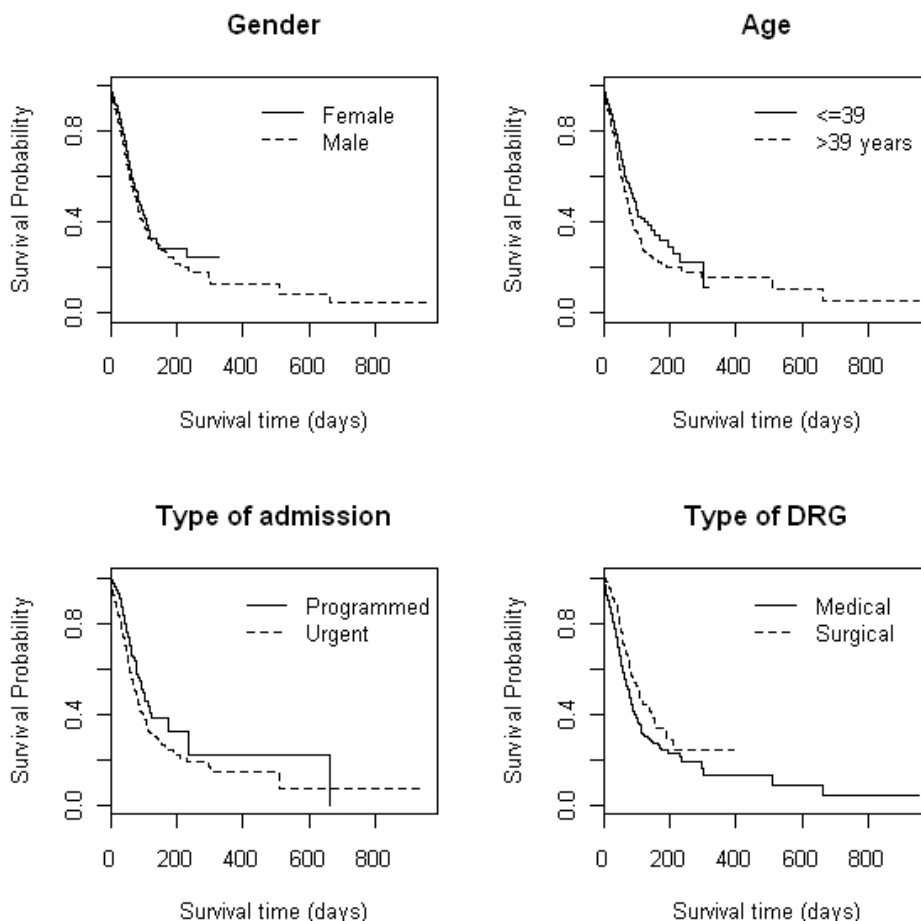 Gender
Survival Probability
0.0 0.4 0.8
Female
Male
0 200 400 600 800
Survival time (days)
Age
Survival Probability
0.0 0.4 0.8
<=39
>39 years
0 200 400 600 800
Survival time (days)
Type of admission
Survival Probability
0.0 0.4 0.8
Programmed
Urgent
0 200 400 600 800
Survival time (days)
Type of DRG
Survival Probability
0.0 0.4 0.8
Medical
Surgical
0 200 400 600 800
Survival time (days)